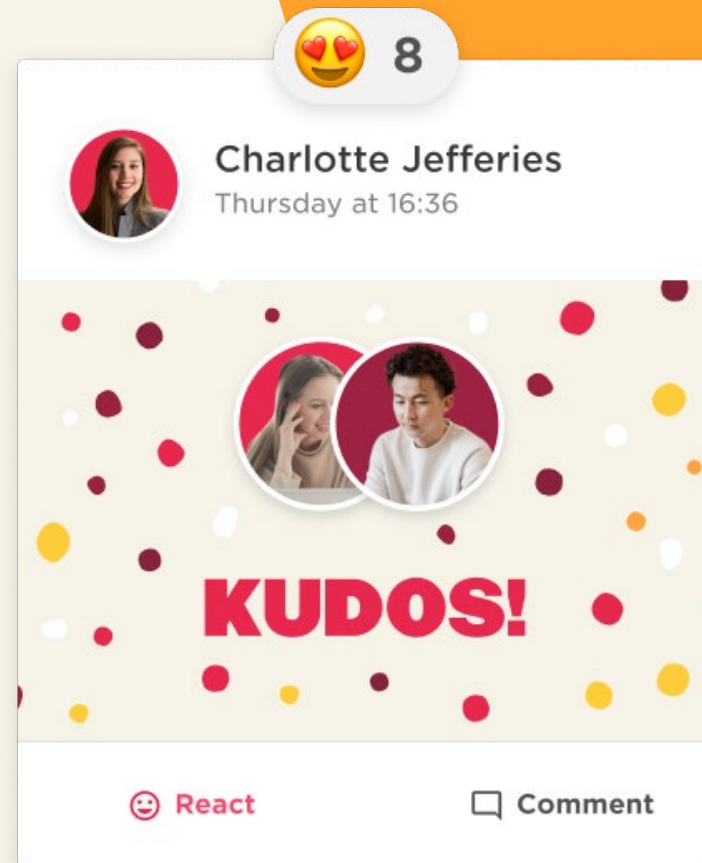 8
Charlotte Jefferies
Thursday at 16:36
KUDOS!
React
Comment